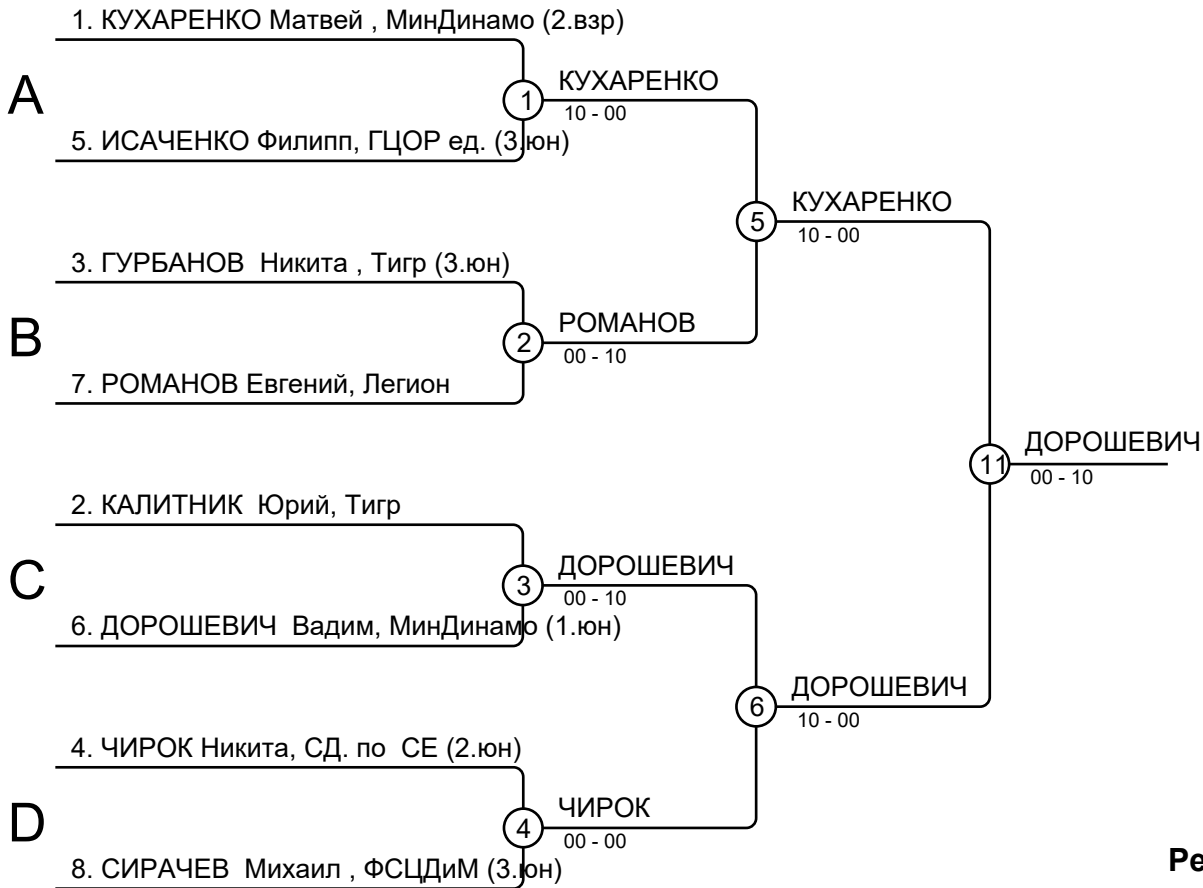 1. КУХАРЕНКО Матвей , МинДинамо (2.взр)
A
1
КУХАРЕНКО
10 - 00
5. ИСАЧЕНКО Филипп, ГЦОР ед. (3.юн)
5
КУХАРЕНКО
10 - 00
3. ГУРБАНОВ Никита , Тигр (3.юн)
B
2
РОМАНОВ
00 - 10
7. РОМАНОВ Евгений, Легион
11
ДОРОШЕВИЧ
00 - 10
2. КАЛИТНИК Юрий, Тигр
C
3
ДОРОШЕВИЧ
00 - 10
6. ДОРОШЕВИЧ Вадим, МинДинамо (1.юн)
6
ДОРОШЕВИЧ
10 - 00
4. ЧИРОК Никита, СД. по СЕ (2.юн)
D
4
ЧИРОК
00 - 00
8. СИРАЧЕВ Михаил , ФСЦДиМ (3.юн)
Ре